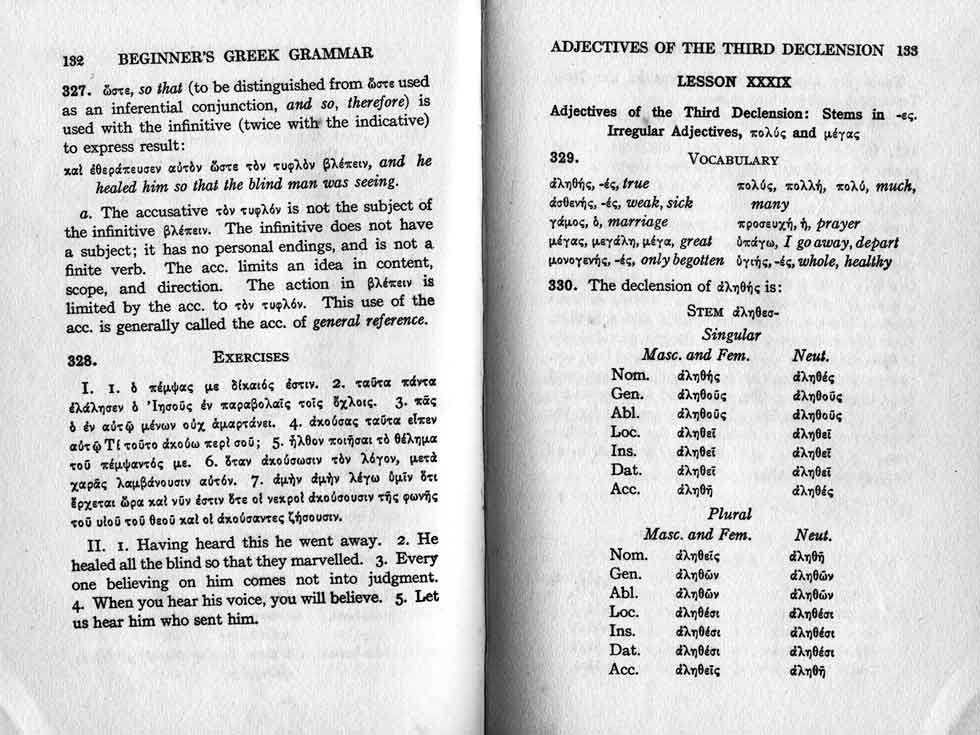 132 BEGINNER'S GREEK GRAMMAR
327. ὥστε, so that (to be distinguished from ὥστε used
as an inferential conjunction, and so, therefore) is
used with the infinitive (twice with the indicative)
to express result:
καὶ ἐθεράπευσεν αὐτὸν ὥστε τὸν τυφλὸν βλέπειν, and he
healed him so that the blind man was seeing.
a. The accusative τὸν τυφλόν is not the subject of
the infinitive βλέπειν. The infinitive does not have
a subject; it has no personal endings, and is not a
finite verb. The acc. limits an idea in content,
scope, and direction. The action in βλέπειν is
limited by the acc. to τὸν τυφλόν. This use of the
acc. is generally called the acc. of general reference.
328. EXERCISES
I. 1. ὁ πέμψας με δίκαιός ἐστιν. 2. ταῦτα πάντα
ἐλάλησεν ὁ Ἰησοῦς ἐν παραβολαῖς τοῖς ὄχλοις. 3. πᾶς
ὁ ἐν αὐτῷ μένων οὐχ ἁμαρτάνει. 4. ἀκούσας ταῦτα εἶπεν
αὐτῷ Τί τοῦτο ἀκούω περὶ σοῦ; 5. ἦλθον ποιῆσαι τὸ θέλημα
τοῦ πέμψαντός με. 6. ὅταν ἀκούσωσιν τὸν λόγον, μετὰ
χαρᾶς λαμβάνουσιν αὐτόν. 7. ἀμὴν ἀμὴν λέγω ὑμῖν ὅτι
ἔρχεται ὥρα καὶ νῦν ἐστιν ὅτε οἱ νεκροὶ ἀκούσουσιν τῆς φωνῆς
τοῦ υἱοῦ τοῦ θεοῦ καὶ οἱ ἀκούσαντες ζήσουσιν.
II. 1. Having heard this he went away. 2. He
healed all the blind so that they marvelled. 3. Every
one believing on him comes not into judgment.
4. When you hear his voice, you will believe. 5. Let
us hear him who sent him.
ADJECTIVES OF THE THIRD DECLENSION 133
LESSON XXXIX
Adjectives of the Third Declension: Stems in -ες.
Irregular Adjectives, πολύς and μέγας
329. VOCABULARY
ἀληθής, -ές, true
ἀσθενής, -ές, weak, sick
γάμος, ὁ, marriage
μέγας, μεγάλη, μέγα, great
μονογενής, -ές, only begotten
πολύς, πολλή, πολύ, much,
many
προσευχή, ἡ, prayer
ὑπάγω, I go away, depart
ὑγιής, -ές, whole, healthy
330. The declension of ἀληθής is:
STEM ἀληθεσ-
Singular
Masc. and Fem. Neut.
Nom. ἀληθής ἀληθές
Gen. ἀληθοῦς ἀληθοῦς
Abl. ἀληθοῦς ἀληθοῦς
Loc. ἀληθεῖ ἀληθεῖ
Ins. ἀληθεῖ ἀληθεῖ
Dat. ἀληθεῖ ἀληθεῖ
Acc. ἀληθῆ ἀληθές
Plural
Masc. and Fem. Neut.
Nom. ἀληθεῖς ἀληθῆ
Gen. ἀληθῶν ἀληθῶν
Abl. ἀληθῶν ἀληθῶν
Loc. ἀληθέσι ἀληθέσι
Ins. ἀληθέσι ἀληθέσι
Dat. ἀληθέσι ἀληθέσι
Acc. ἀληθεῖς ἀληθῆ